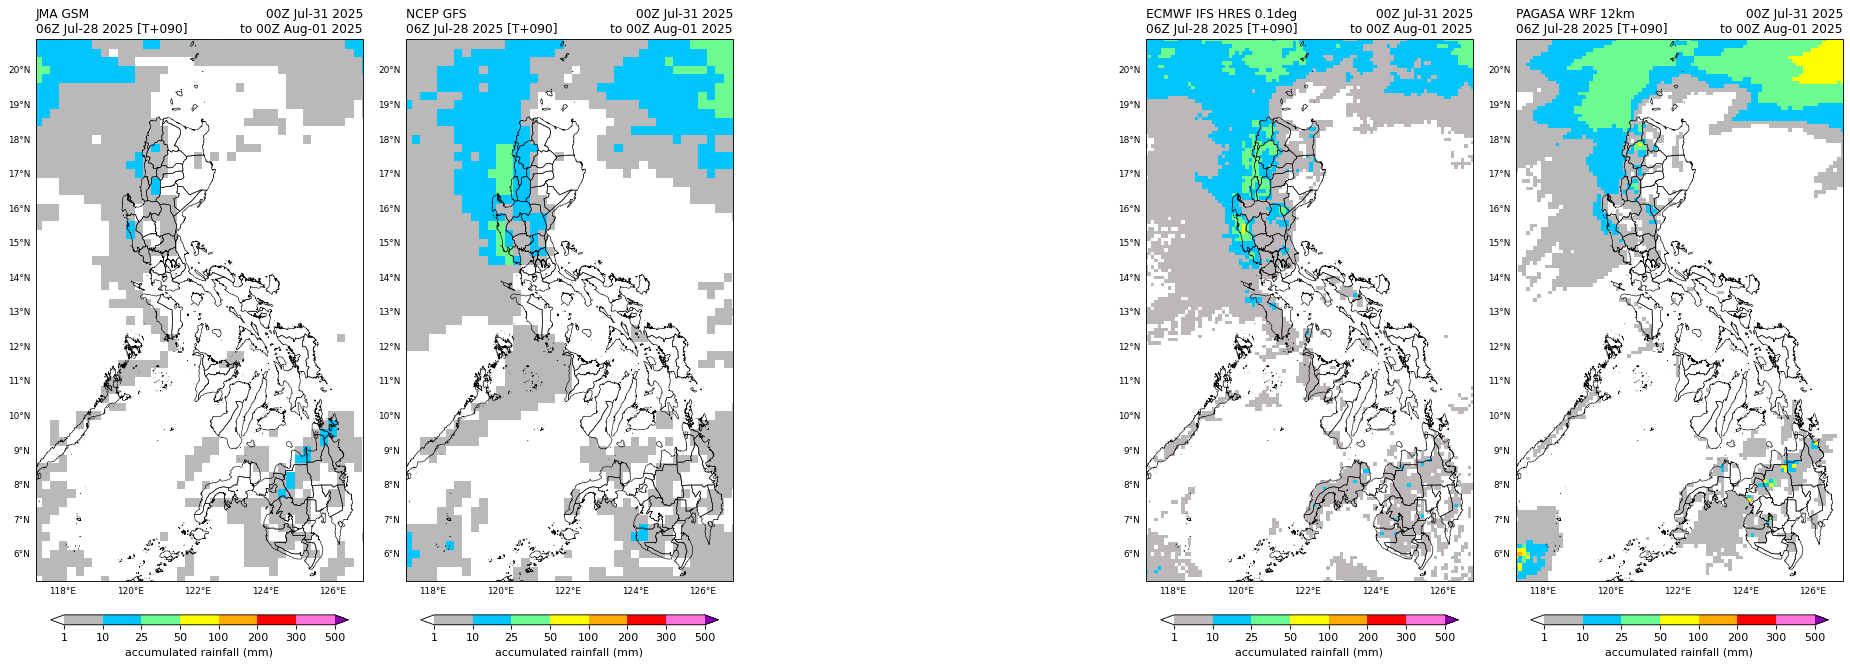 JMA GSM 00Z Jul-31 2025
06Z Jul-28 2025 [T+090] to 00Z Aug-01 2025
20°N
19°N
18°N
17°N
16°N
15°N
14°N
13°N
12°N
11°N
10°N
9°N
8°N
7°N
6°N
118°E 120°E 122°E 124°E 126°E
1 10 25 50 100 200 300 500
accumulated rainfall (mm)
NCEP GFS 00Z Jul-31 2025
06Z Jul-28 2025 [T+090] to 00Z Aug-01 2025
20°N
19°N
18°N
17°N
16°N
15°N
14°N
13°N
12°N
11°N
10°N
9°N
8°N
7°N
6°N
118°E 120°E 122°E 124°E 126°E
1 10 25 50 100 200 300 500
accumulated rainfall (mm)
ECMWF IFS HRES 0.1deg 00Z Jul-31 2025
06Z Jul-28 2025 [T+090] to 00Z Aug-01 2025
20°N
19°N
18°N
17°N
16°N
15°N
14°N
13°N
12°N
11°N
10°N
9°N
8°N
7°N
6°N
118°E 120°E 122°E 124°E 126°E
1 10 25 50 100 200 300 500
accumulated rainfall (mm)
PAGASA WRF 12km 00Z Jul-31 2025
06Z Jul-28 2025 [T+090] to 00Z Aug-01 2025
20°N
19°N
18°N
17°N
16°N
15°N
14°N
13°N
12°N
11°N
10°N
9°N
8°N
7°N
6°N
118°E 120°E 122°E 124°E 126°E
1 10 25 50 100 200 300 500
accumulated rainfall (mm)